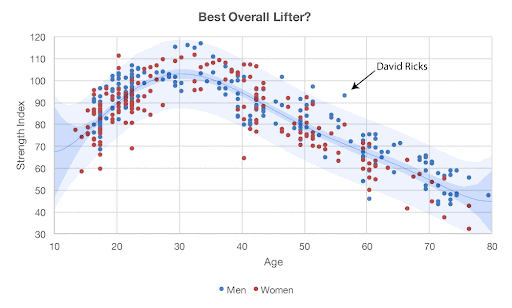 Best Overall Lifter?
120
110
100
90
80
70
60
50
40
30
Strength Index
David Ricks
10 20 30 40 50 60 70 80
Age
Men Women